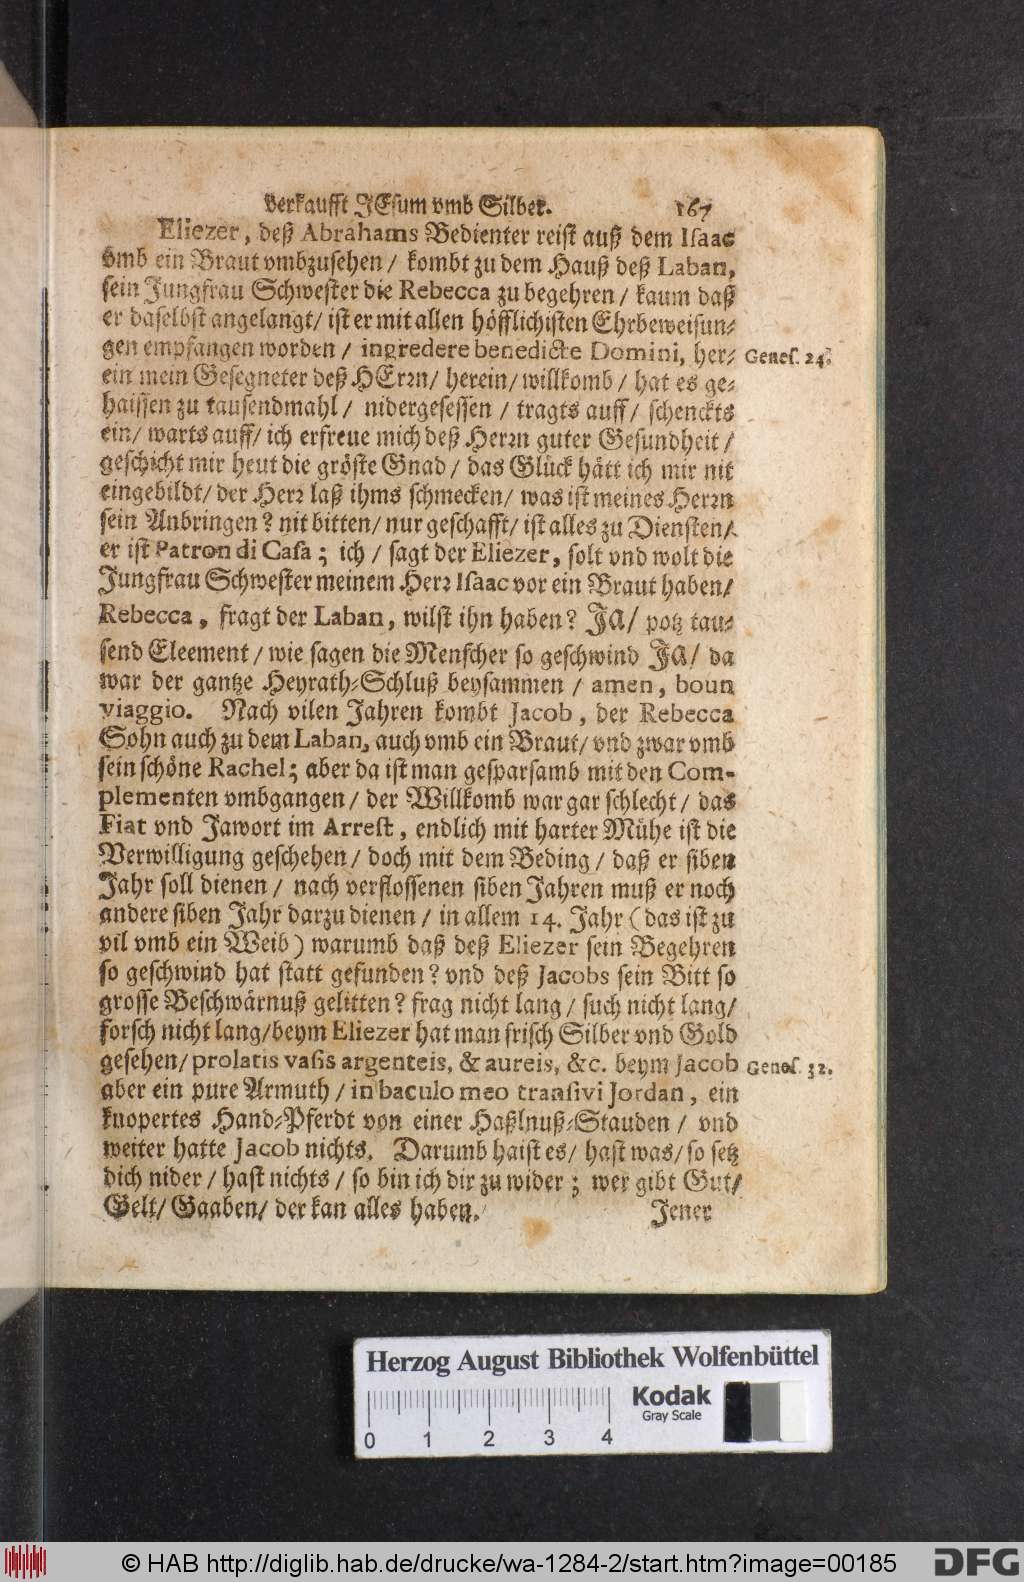 verkaufft JEsum vmb Silber. 167
Eliezer, deß Abrahams Bedienter reist auß dem Isaac
vmb ein Braut vmbzusehen / kombt zu dem Hauß deß Laban,
sein Jungfrau Schwester die Rebecca zu begehren / kaum daß
er daselbst angelangt / ist er mit allen höfflichisten Ehrbeweisun-
gen empfangen worden / ingredere benedicte Domini, her- Genes. 24.
ein mein Gesegneter deß HErrn / herein / willkomb / hat es ge-
haissen zu tausendmahl / nidergesessen / tragts auff / schenckts
ein / warts auff / ich erfreue mich deß Herrn guter Gesundheit /
geschicht mir heut die gröste Gnad / das Glück hätt ich mir nit
eingebildt / der Herr laß ihms schmecken / was ist meines Herrn
sein Anbringen? nit bitten / nur geschafft / ist alles zu Diensten /
er ist Patron di Casa; ich / sagt der Eliezer, solt vnd wolt die
Jungfrau Schwester meinem Herr Isaac vor ein Braut haben /
Rebecca, fragt der Laban, wilst ihn haben? JA / potz tau-
send Eleement / wie sagen die Menscher so geschwind JA / da
war der gantze Heyrath-Schluß beysammen / amen, boun
viaggio. Nach vilen Jahren kombt Jacob, der Rebecca
Sohn auch zu dem Laban, auch vmb ein Braut / vnd zwar vmb
sein schöne Rachel; aber da ist man gesparsamb mit den Com-
plementen vmbgangen / der Willkomb war gar schlecht / das
Fiat vnd Jawort im Arrest, endlich mit harter Mühe ist die
Verwilligung geschehen / doch mit dem Beding / daß er siben
Jahr soll dienen / nach verflossenen siben Jahren muß er noch
andere siben Jahr darzu dienen / in allem 14. Jahr (das ist zu
vil vmb ein Weib) warumb daß deß Eliezer sein Begehren
so geschwind hat statt gefunden? vnd deß Jacobs sein Bitt so
grosse Beschwärnuß gelitten? frag nicht lang / such nicht lang /
forsch nicht lang / beym Eliezer hat man frisch Silber vnd Gold
gesehen / prolatis vasis argenteis, & aureis, &c. beym Jacob Genes. 32.
aber ein pure Armuth / in baculo meo transivi Jordan, ein
knopertes Hand-Pferdt von einer Haßlnuß-Stauden / vnd
weiter hatte Jacob nichts. Darumb haist es / hast was / so setz
dich nider / hast nichts / so bin ich dir zu wider; wer gibt Gut /
Gelt / Gaaben / der kan alles haben.
Jener
Herzog August Bibliothek Wolfenbüttel
Kodak
Gray Scale
0 1 2 3 4
© HAB http://diglib.hab.de/drucke/wa-1284-2/start.htm?image=00185
DFG